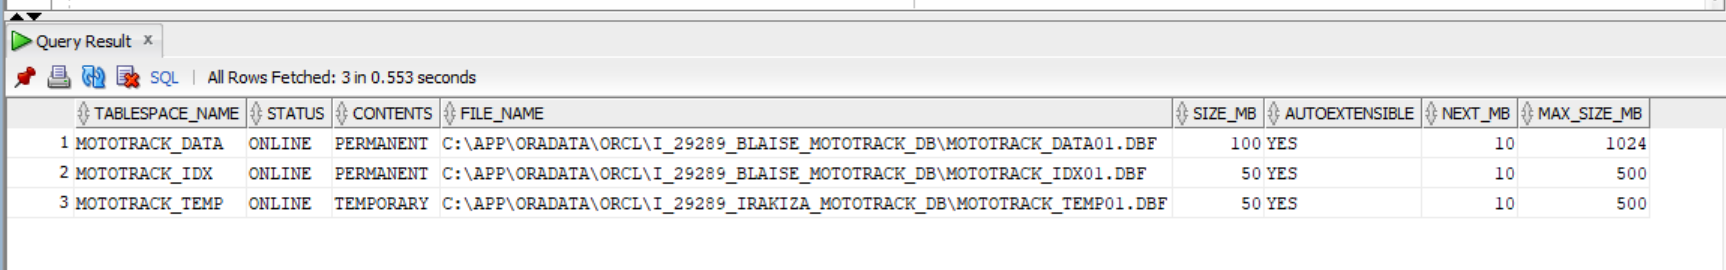 Query Result x
SQL | All Rows Fetched: 3 in 0.553 seconds
TABLESPACE_NAME STATUS CONTENTS FILE_NAME SIZE_MB AUTOEXTENSIBLE NEXT_MB MAX_SIZE_MB
1 MOTOTRACK_DATA ONLINE PERMANENT C:\APP\ORADATA\ORCL\I_29289_BLAISE_MOTOTRACK_DB\MOTOTRACK_DATA01.DBF 100 YES 10 1024
2 MOTOTRACK_IDX ONLINE PERMANENT C:\APP\ORADATA\ORCL\I_29289_BLAISE_MOTOTRACK_DB\MOTOTRACK_IDX01.DBF 50 YES 10 500
3 MOTOTRACK_TEMP ONLINE TEMPORARY C:\APP\ORADATA\ORCL\I_29289_IRAKIZA_MOTOTRACK_DB\MOTOTRACK_TEMP01.DBF 50 YES 10 500